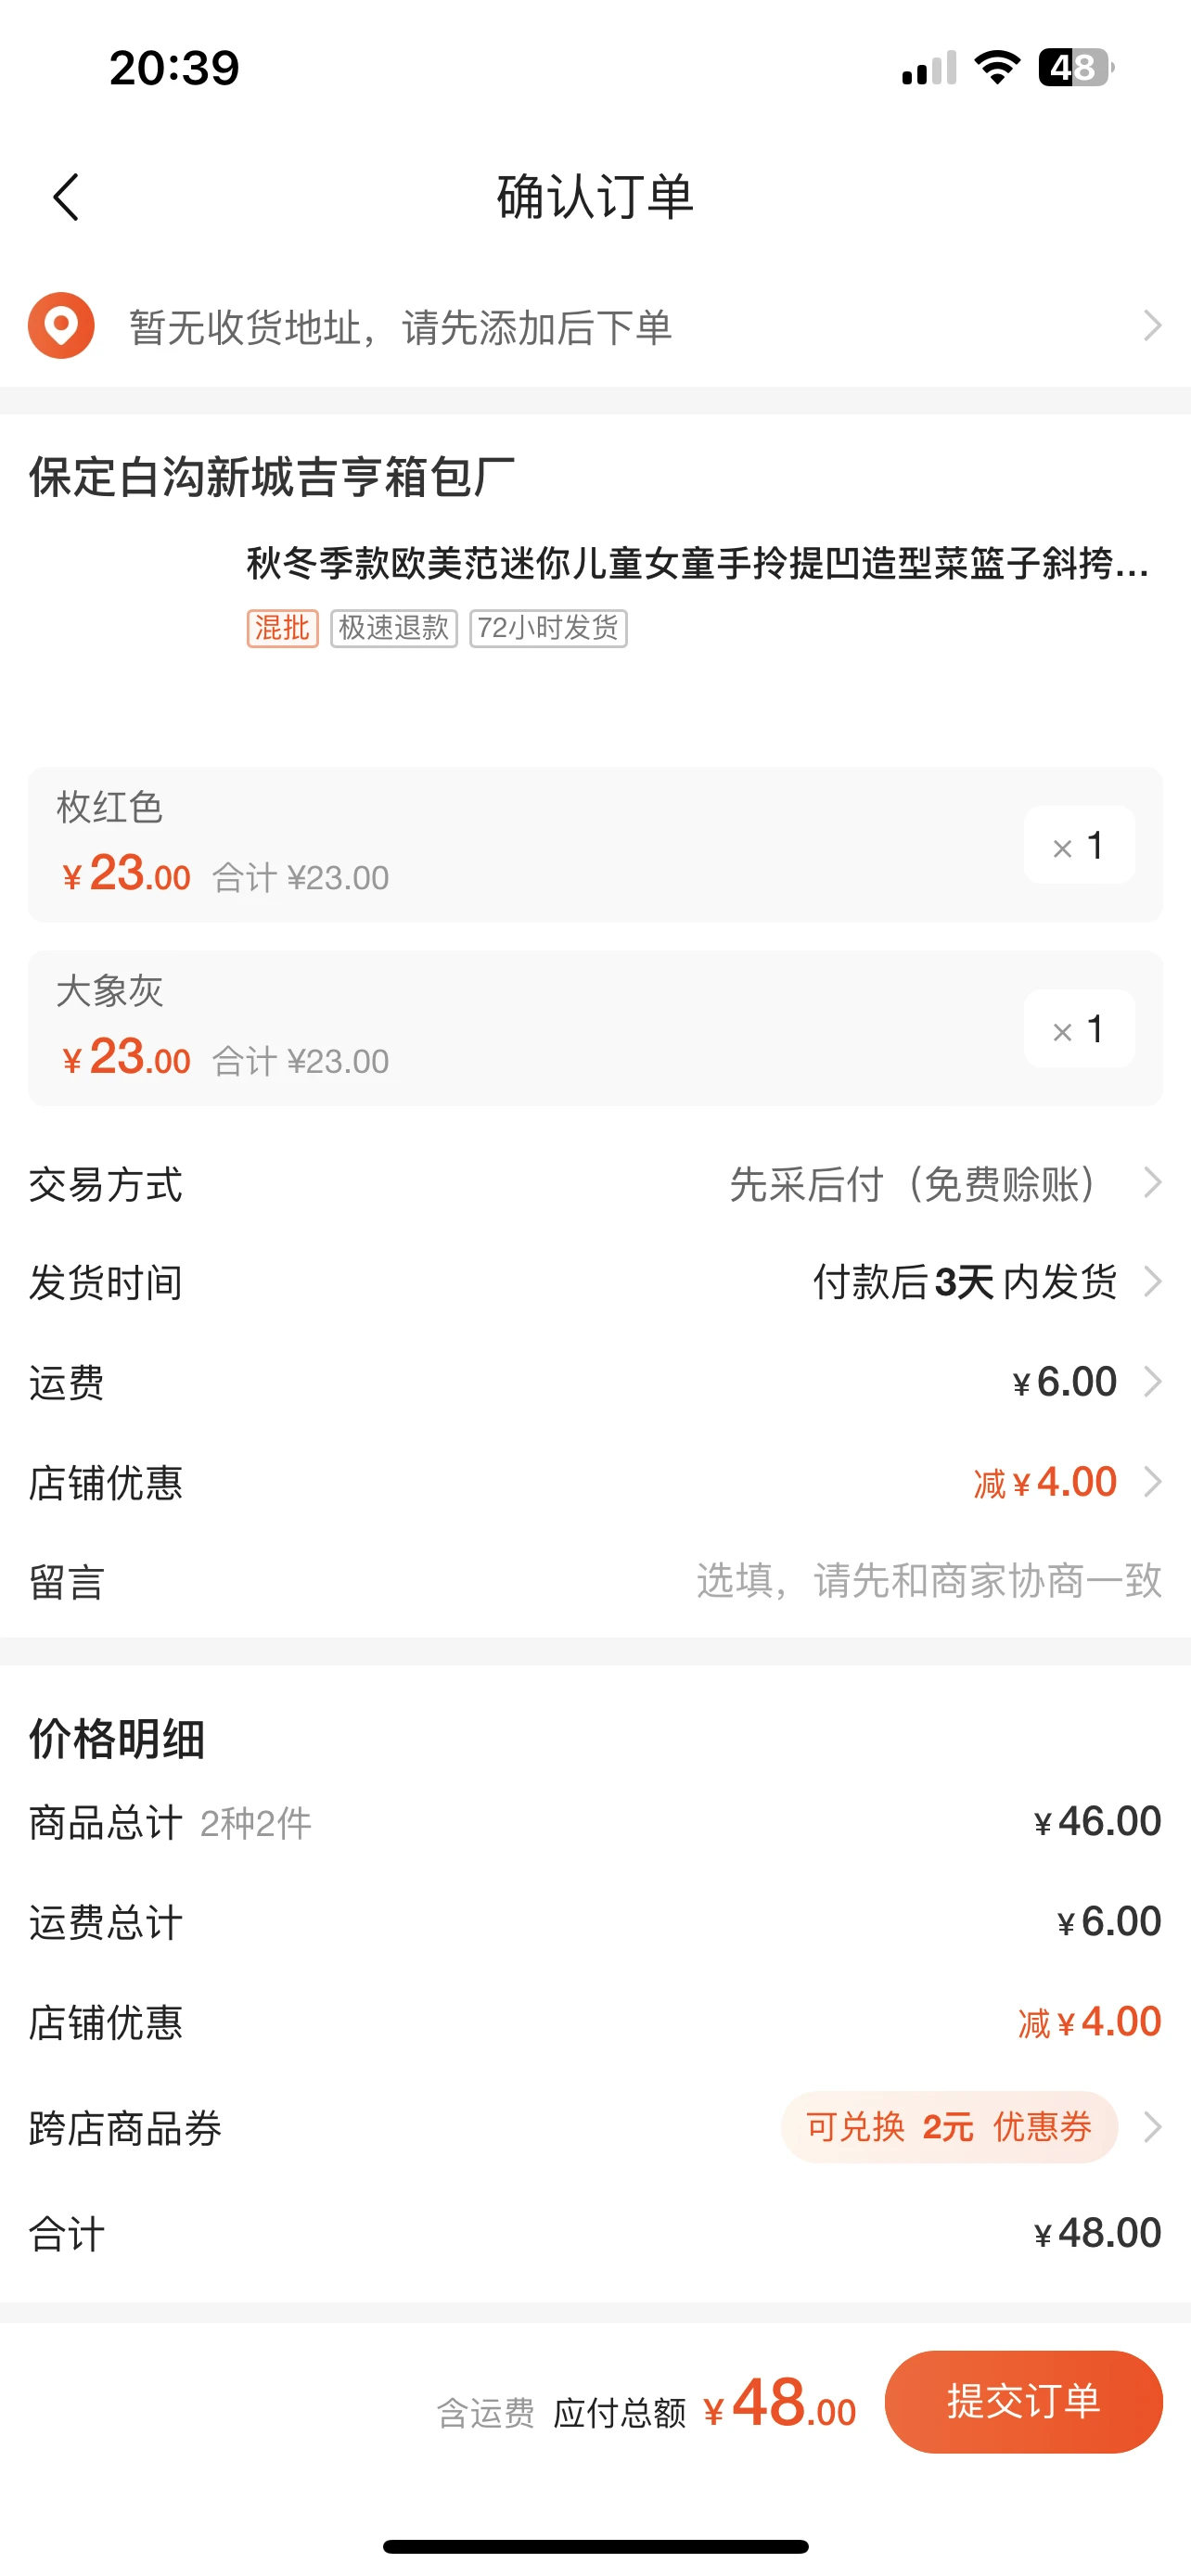 20:39
48
确认订单
暂无收货地址，请先添加后下单
保定白沟新城吉亨箱包厂
秋冬季款欧美范迷你儿童女童手拎提凹造型菜篮子斜挎...
混批 极速退款 72小时发货
枚红色
¥23.00 合计 ¥23.00
× 1
大象灰
¥23.00 合计 ¥23.00
× 1
交易方式 先采后付（免费赊账）
发货时间 付款后3天内发货
运费 ¥6.00
店铺优惠 减¥4.00
留言 选填，请先和商家协商一致
价格明细
商品总计 2种2件 ¥46.00
运费总计 ¥6.00
店铺优惠 减¥4.00
跨店商品券 可兑换 2元 优惠券
合计 ¥48.00
含运费 应付总额 ¥48.00 提交订单